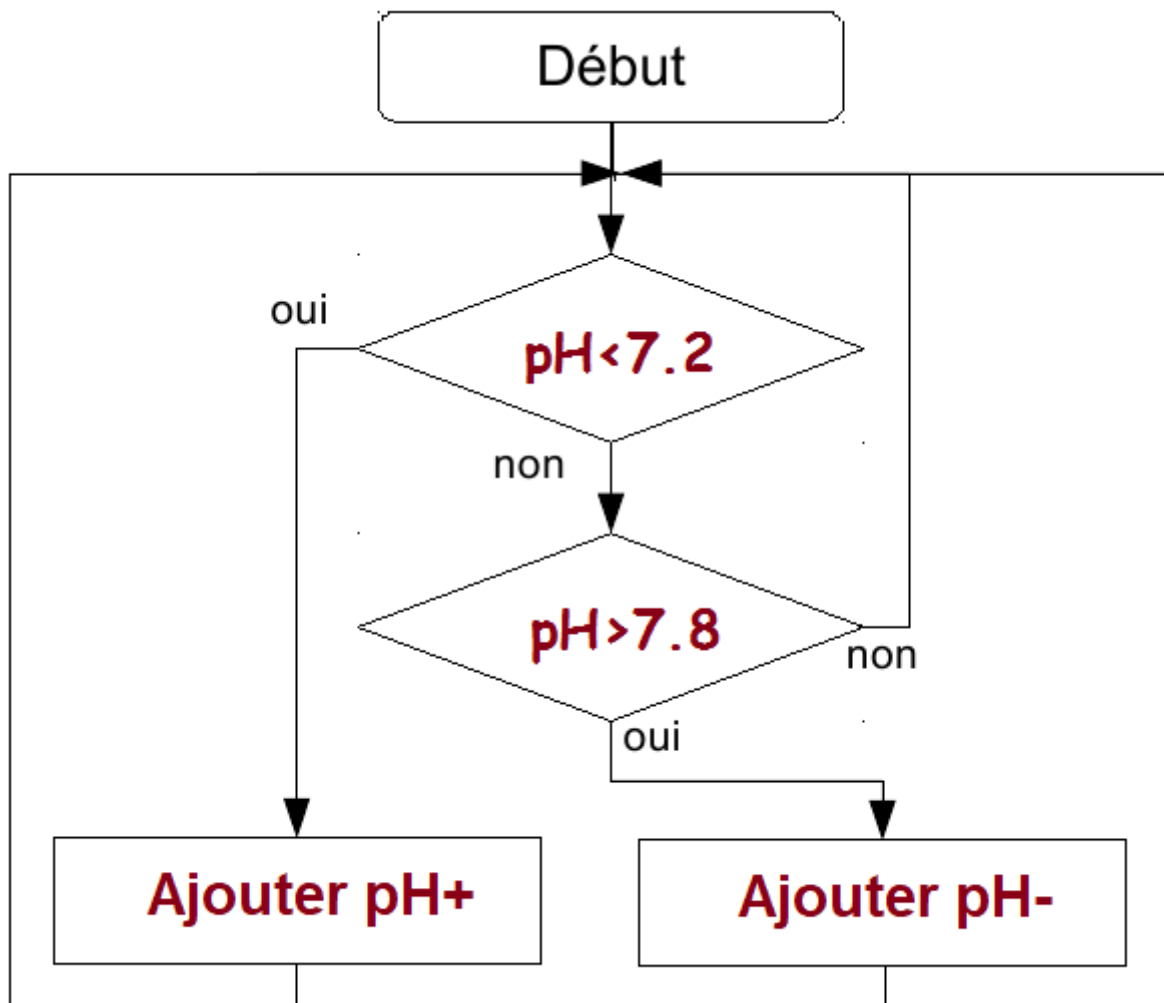 Début
oui
pH<7.2
non
pH>7.8
non
oui
Ajouter pH+
Ajouter pH-